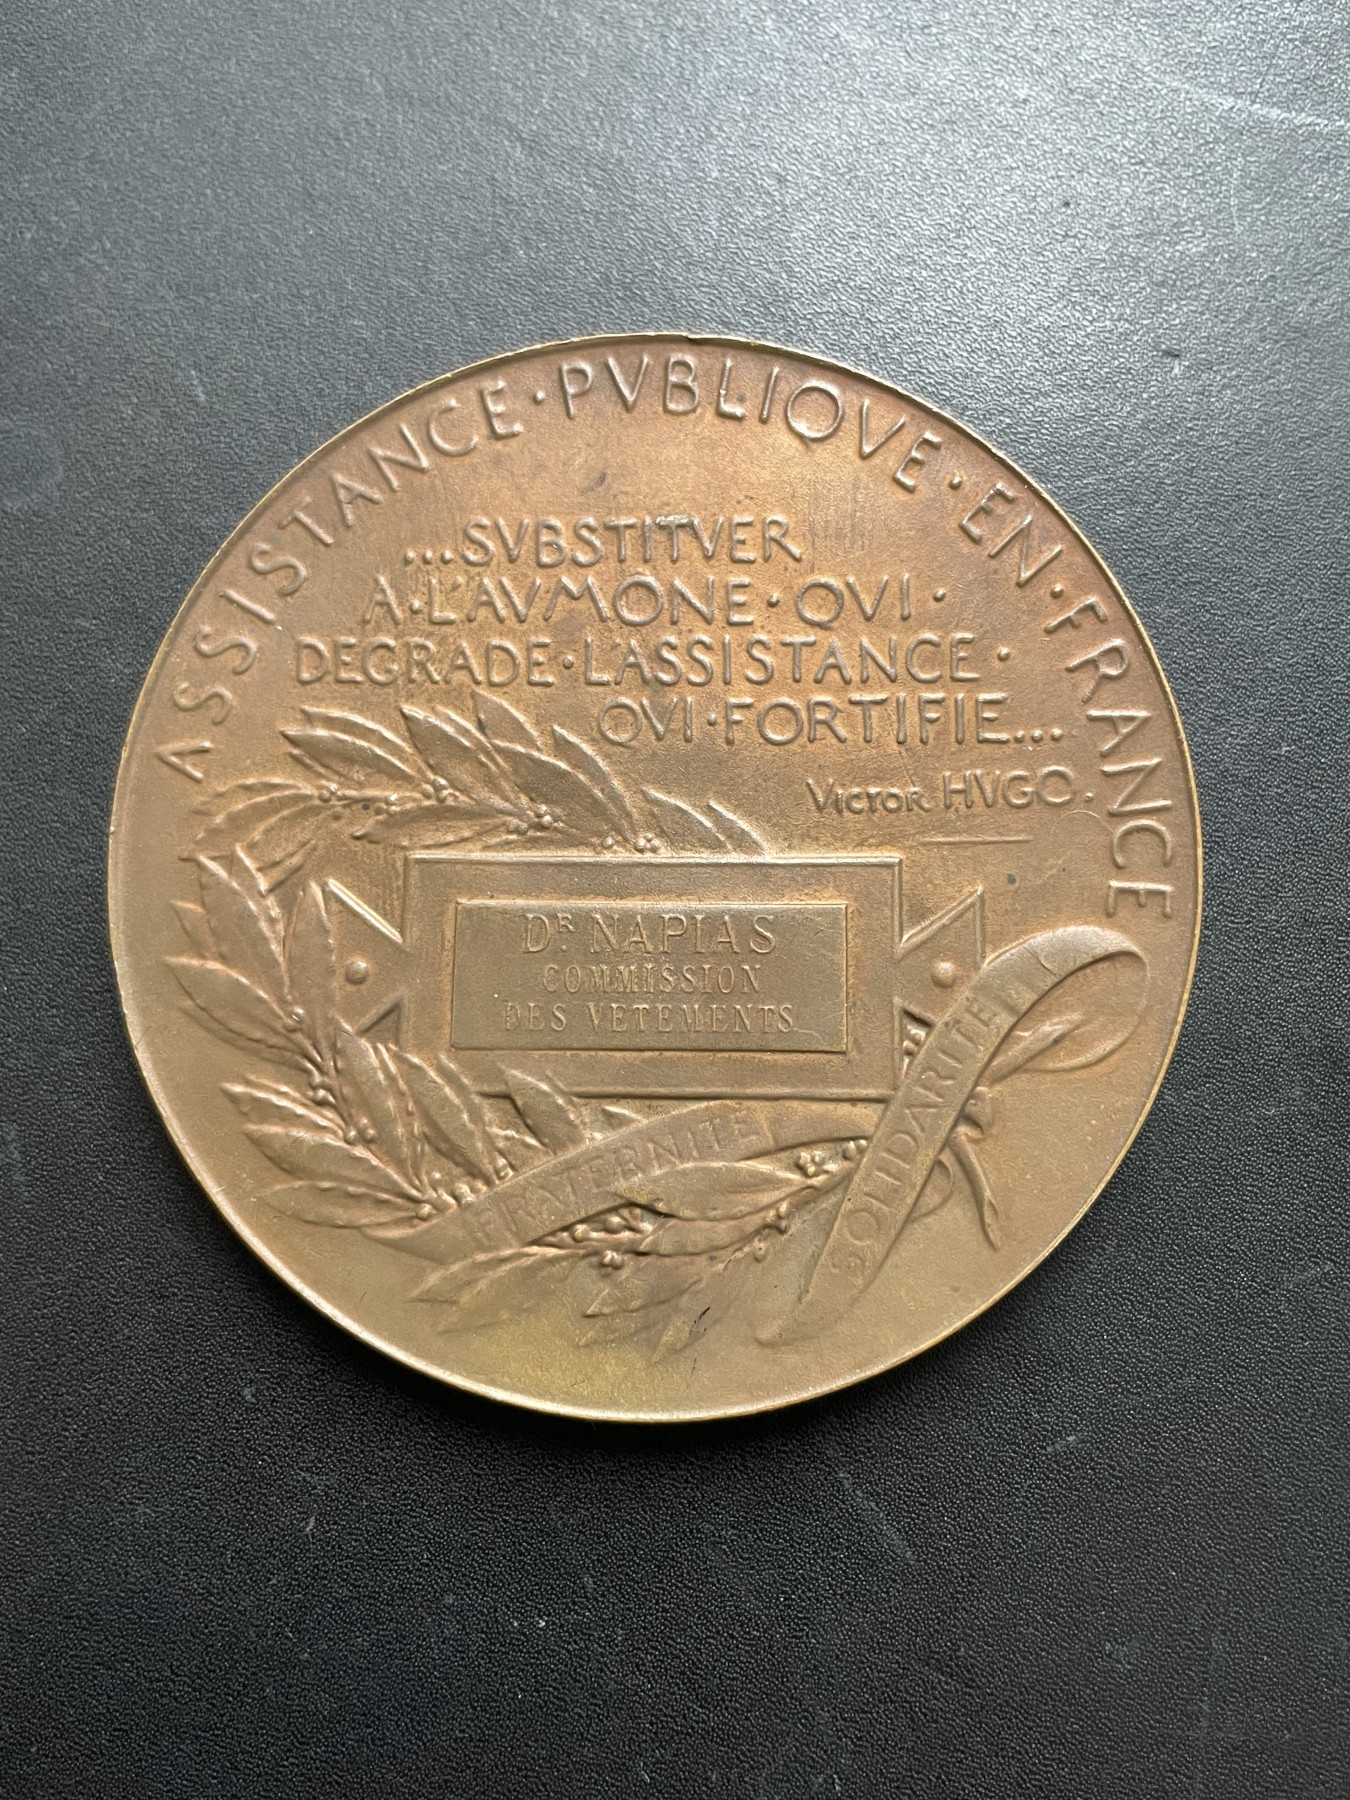 ASSISTANCE·PVBLIQVE·EN·FRANCE
...SVBSTITVER
A·L'AVMÔNE·QVI·
DEGRADE·L'ASSISTANCE·
QVI·FORTIFIE...
VICTOR HVGO.
DR NAPIAS
COMMISSION
DES VETEMENTS
FRATERNITE
SOLIDARITE